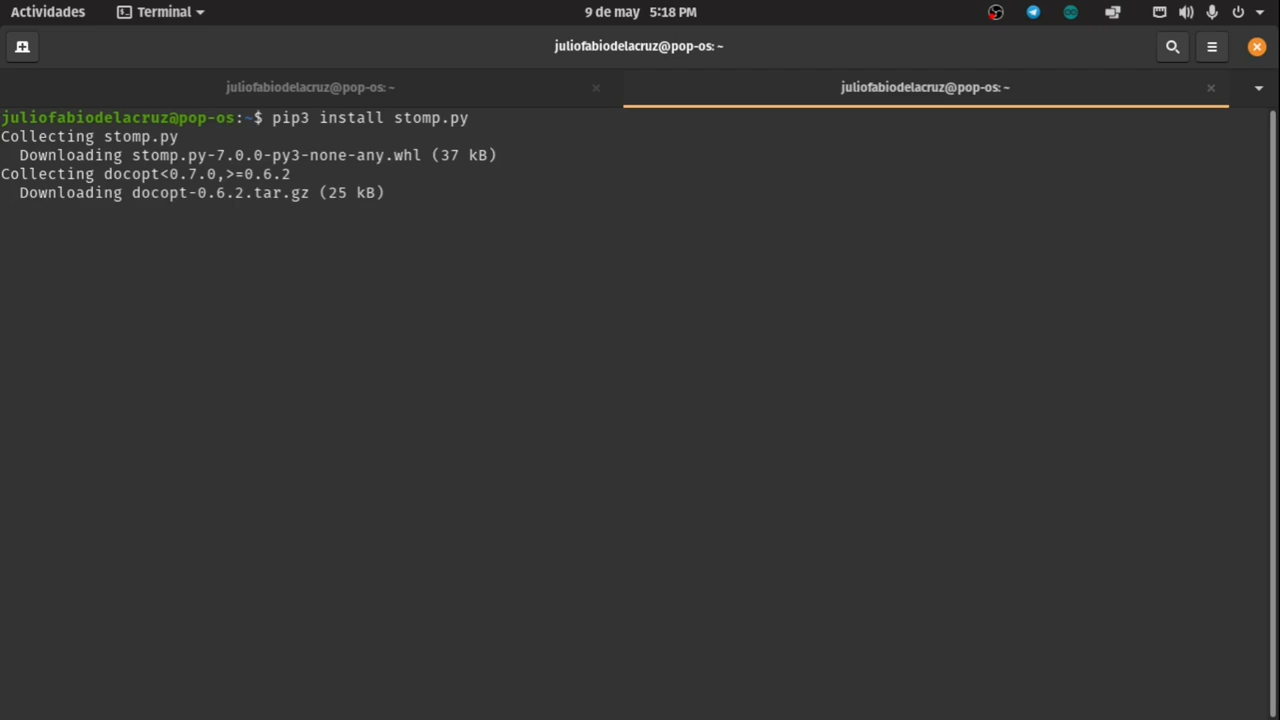 Actividades
Terminal
9 de may 5:18 PM
juliofabiodelacruz@pop-os: ~
juliofabiodelacruz@pop-os: ~
juliofabiodelacruz@pop-os: ~
juliofabiodelacruz@pop-os:~$ pip3 install stomp.py
Collecting stomp.py
  Downloading stomp.py-7.0.0-py3-none-any.whl (37 kB)
Collecting docopt<0.7.0,>=0.6.2
  Downloading docopt-0.6.2.tar.gz (25 kB)